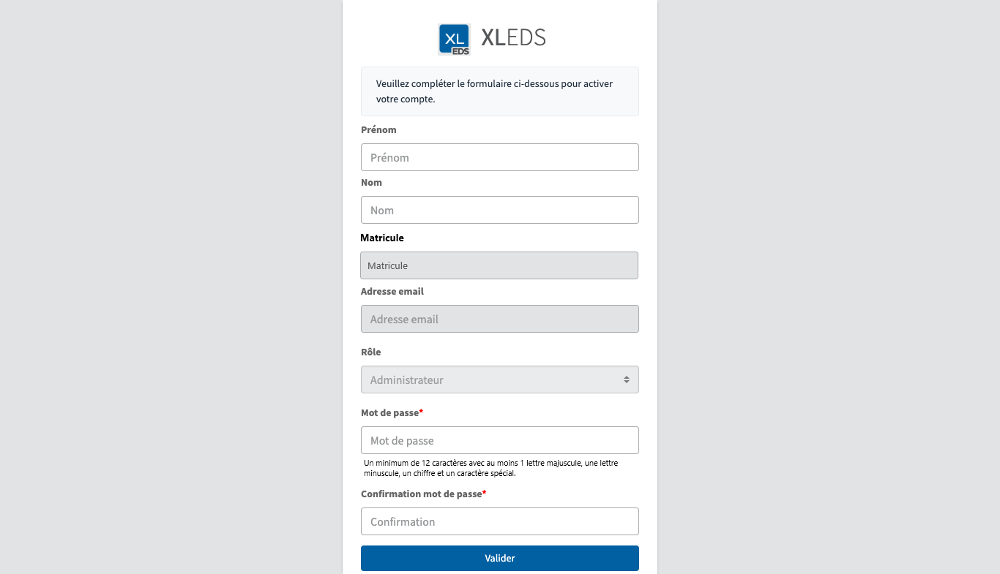 XL
EDS
XLEDS
Veuillez compléter le formulaire ci-dessous pour activer
votre compte.
Prénom
Prénom
Nom
Nom
Matricule
Matricule
Adresse email
Adresse email
Rôle
Administrateur
Mot de passe*
Mot de passe
Un minimum de 12 caractères avec au moins 1 lettre majuscule, une lettre
minuscule, un chiffre et un caractère spécial.
Confirmation mot de passe*
Confirmation
Valider